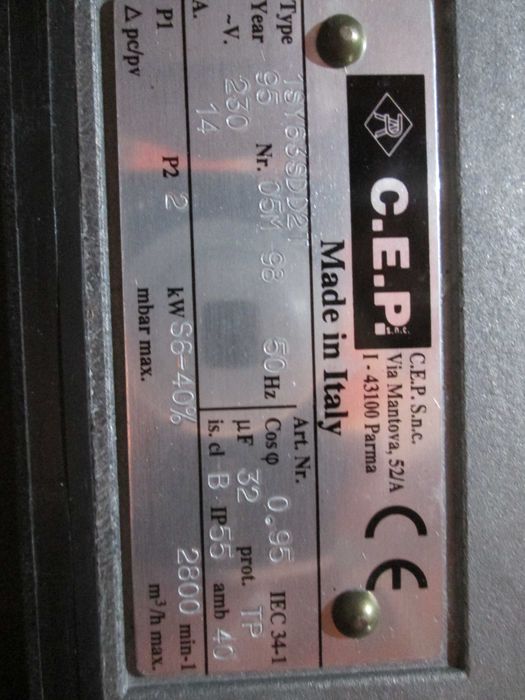 C.E.P. s.n.c.
C.E.P. S.n.c.
Via Mantova, 52/A
I - 43100 Parma
CE
Made in Italy
Type Art. Nr.
Year 95 Nr. 05M 98 50 Hz Cos φ 0.95 IEC 34-1
~V. 230 µF 32 prot. TP
A. 14 is. cl B IP 55 amb 40
P1 P2 2 kW S6-40% 2800 min-1
Δ pc/pv mbar max. m³/h max.